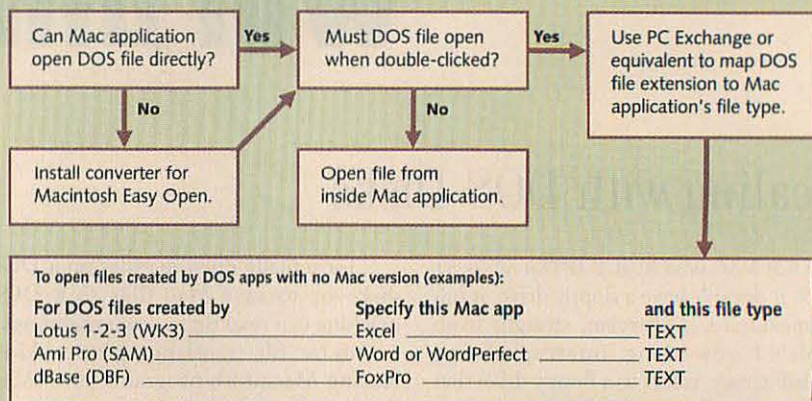 Can Mac application
open DOS file directly?
Yes
Must DOS file open
when double-clicked?
Yes
Use PC Exchange or
equivalent to map DOS
file extension to Mac
application's file type.
No
No
Install converter for
Macintosh Easy Open.
Open file from
inside Mac application.
To open files created by DOS apps with no Mac version (examples):
For DOS files created by Specify this Mac app and this file type
Lotus 1-2-3 (WK3) Excel TEXT
Ami Pro (SAM) Word or WordPerfect TEXT
dBase (DBF) FoxPro TEXT